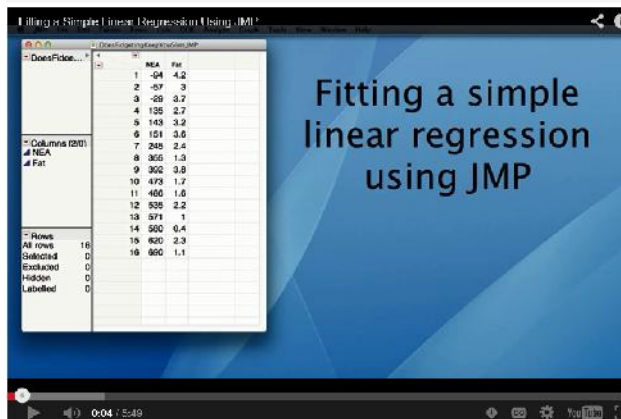 Fitting a Simple Linear Regression Using JMP
DoesFidgetingKeepYouSlim.JMP
DoesFidge...
NEA Fat
1 -94 4.2
2 -57 3
3 -29 3.7
4 135 2.7
5 143 3.2
6 151 3.6
7 245 2.4
8 355 1.3
9 392 3.8
10 473 1.7
11 486 1.6
12 535 2.2
13 571 1
14 580 0.4
15 620 2.3
16 690 1.1
Columns (2/0)
NEA
Fat
Rows
All rows 16
Selected 0
Excluded 0
Hidden 0
Labelled 0
Fitting a simple
linear regression
using JMP
0:04 / 5:49
CC
YouTube